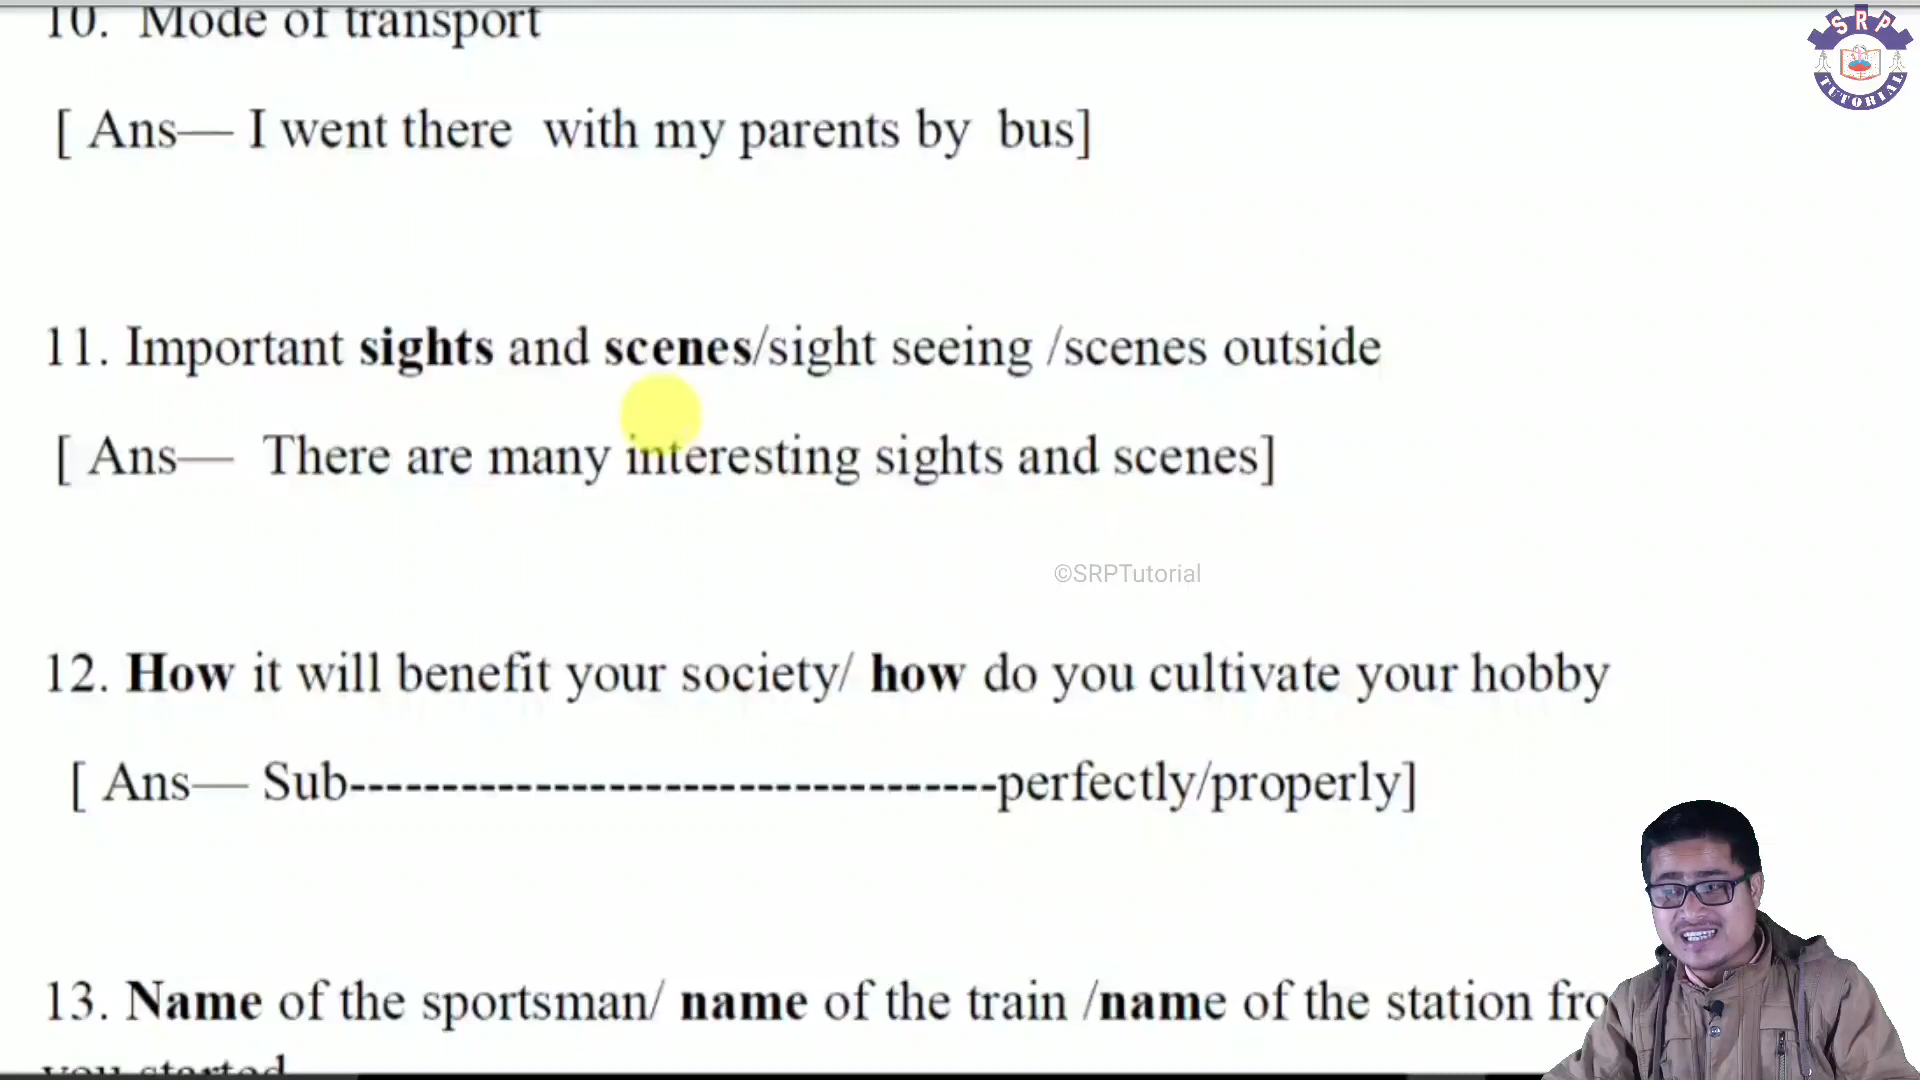 10. Mode of transport
SRP
TUTORIAL
[ Ans— I went there with my parents by bus]
11. Important sights and scenes/sight seeing /scenes outside
[ Ans— There are many interesting sights and scenes]
©SRPTutorial
12. How it will benefit your society/ how do you cultivate your hobby
[ Ans— Sub---------------------------------perfectly/properly]
13. Name of the sportsman/ name of the train /name of the station
you started